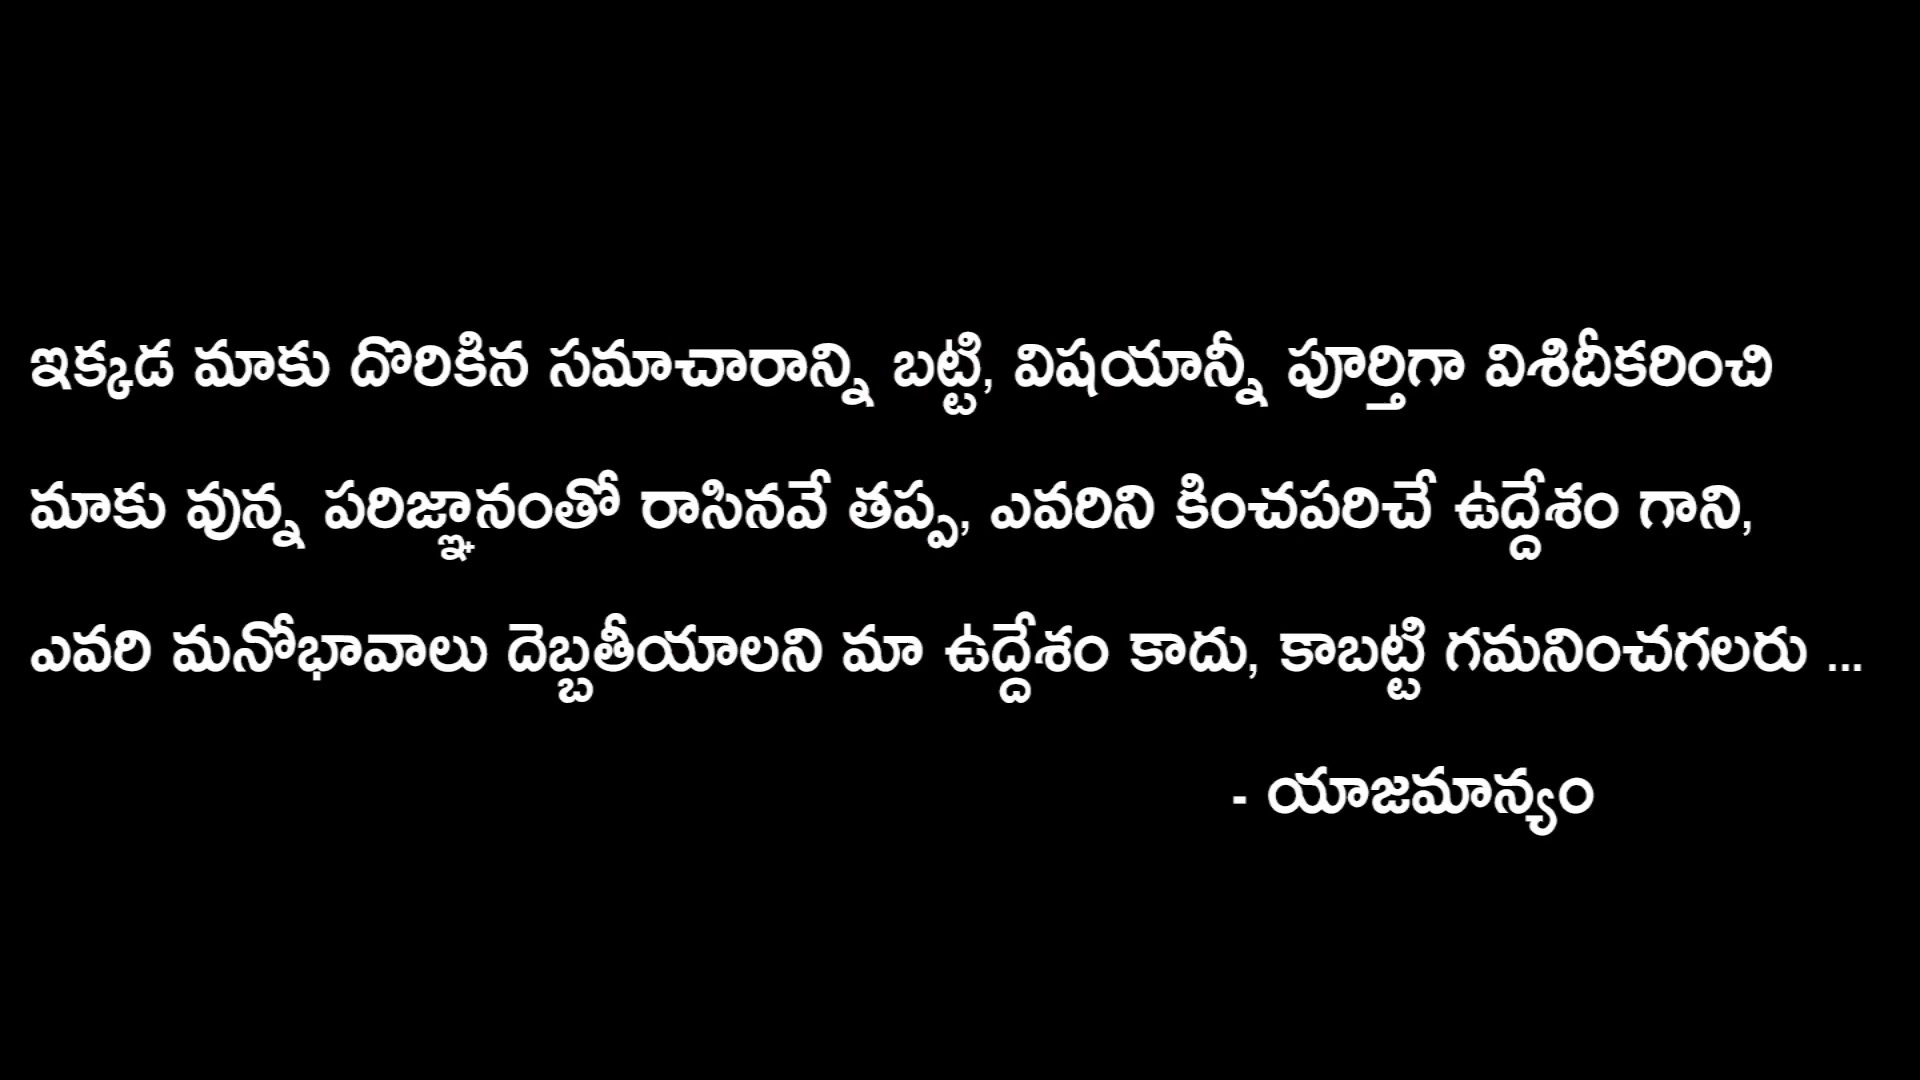 ఇక్కడ మాకు దొరికిన సమాచారాన్ని బట్టి, విషయాన్నీ పూర్తిగా విశిదీకరించి
మాకు వున్న పరిజ్ఞానంతో రాసినవే తప్ప, ఎవరిని కించపరిచే ఉద్దేశం గాని,
ఎవరి మనోభావాలు దెబ్బతీయాలని మా ఉద్దేశం కాదు, కాబట్టి గమనించగలరు ...
- యాజమాన్యం